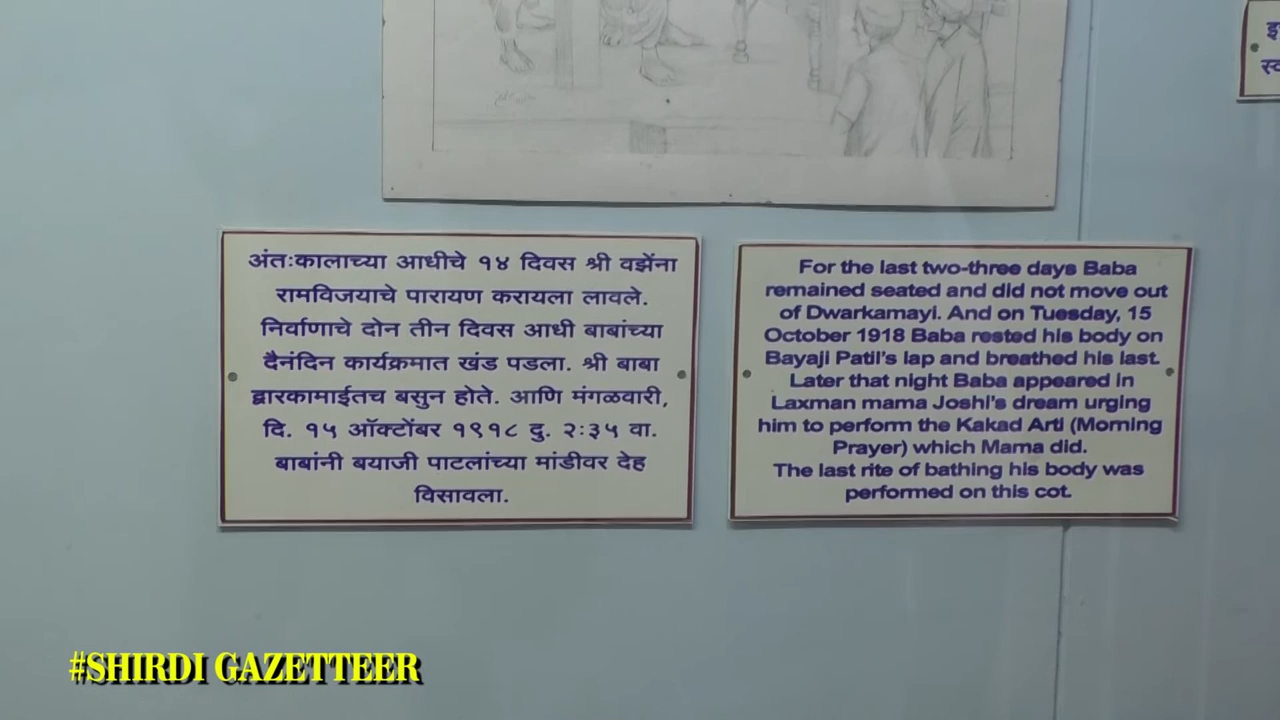 अंतःकालाच्या आधीचे १४ दिवस श्री वझेंना
रामविजयाचे पारायण करायला लावले.
निर्वाणाचे दोन तीन दिवस आधी बाबांच्या
दैनंदिन कार्यक्रमात खंड पडला. श्री बाबा
द्वारकामाईतच बसुन होते. आणि मंगळवारी,
दि. १५ ऑक्टोंबर १९१८ दु. २:३५ वा.
बाबांनी बयाजी पाटलांच्या मांडीवर देह
विसावला.
For the last two-three days Baba
remained seated and did not move out
of Dwarkamayi. And on Tuesday, 15
October 1918 Baba rested his body on
Bayaji Patil's lap and breathed his last.
Later that night Baba appeared in
Laxman mama Joshi's dream urging
him to perform the Kakad Arti (Morning
Prayer) which Mama did.
The last rite of bathing his body was
performed on this cot.
#SHIRDI GAZETTEER